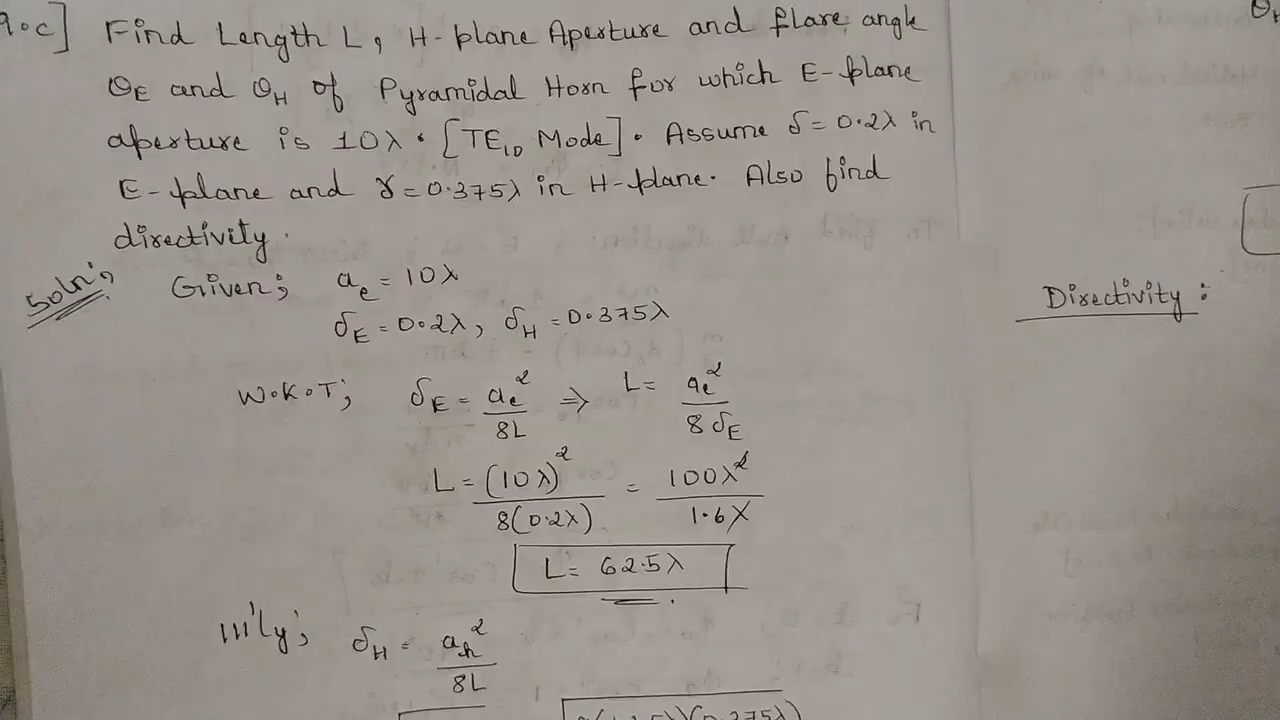 9.c] Find Length L, H-plane Aperture and flare angle
θE and θH of Pyramidal Horn for which E-plane
aperture is 10λ. [TE10 Mode]. Assume δ = 0.2λ in
E-plane and γ = 0.375λ in H-plane. Also find
directivity.
Soln;
Given; ae = 10λ
δE = 0.2λ, δH = 0.375λ
W.K.T; δE = ae²/8L ⇒ L = ae²/8δE
L = (10λ)²/8(0.2λ) = 100λ²/1.6λ
L = 62.5λ
lll'ly; δH = ah²/8L
θH
Directivity :